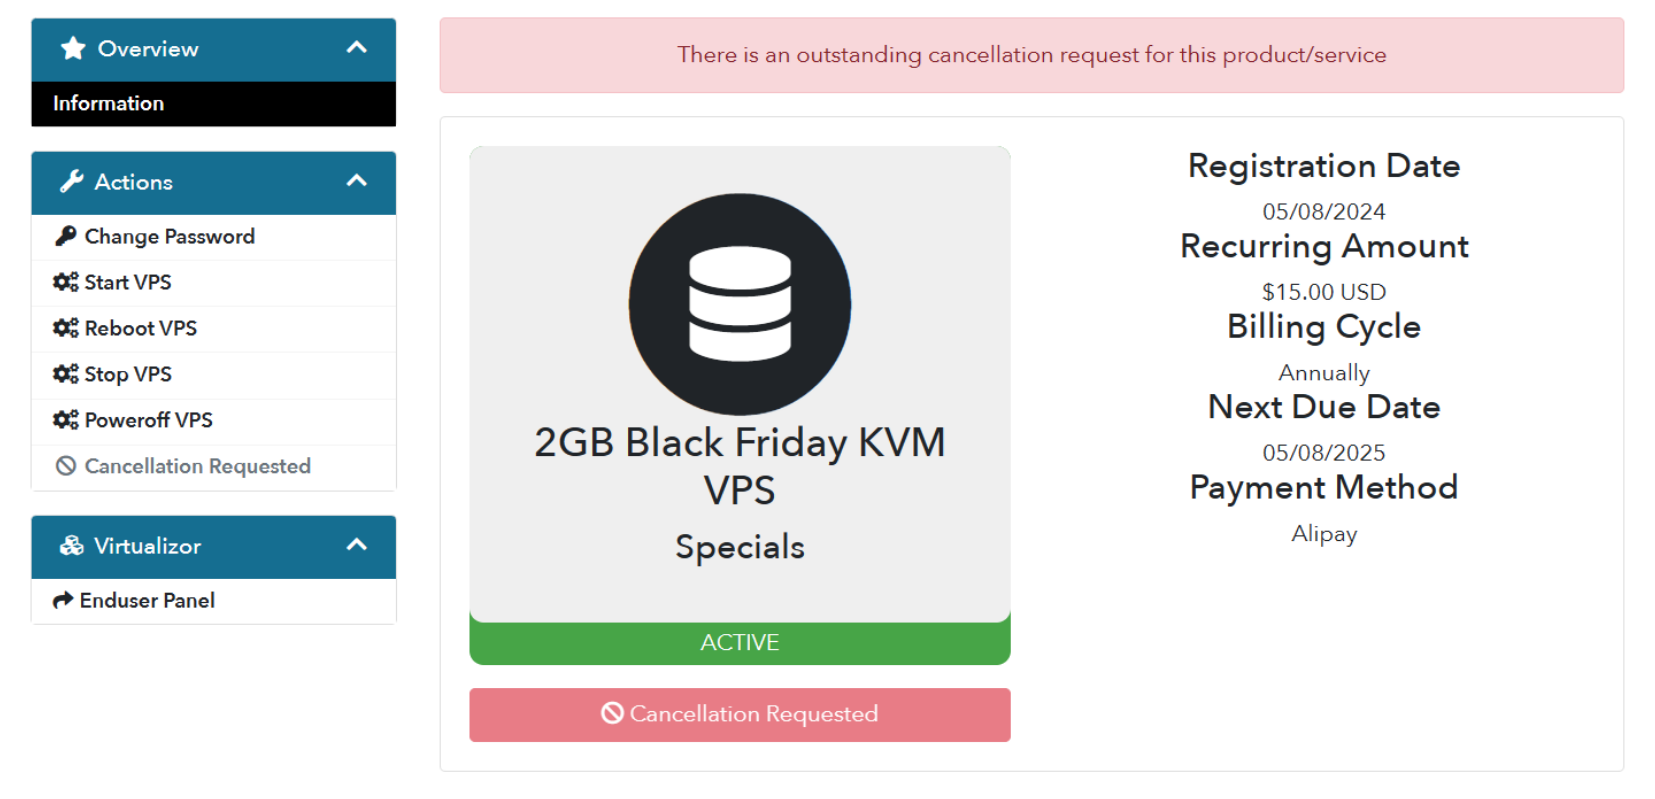 Overview
Information
Actions
Change Password
Start VPS
Reboot VPS
Stop VPS
Poweroff VPS
Cancellation Requested
Virtualizor
Enduser Panel
There is an outstanding cancellation request for this product/service
2GB Black Friday KVM
VPS
Specials
ACTIVE
Cancellation Requested
Registration Date
05/08/2024
Recurring Amount
$15.00 USD
Billing Cycle
Annually
Next Due Date
05/08/2025
Payment Method
Alipay